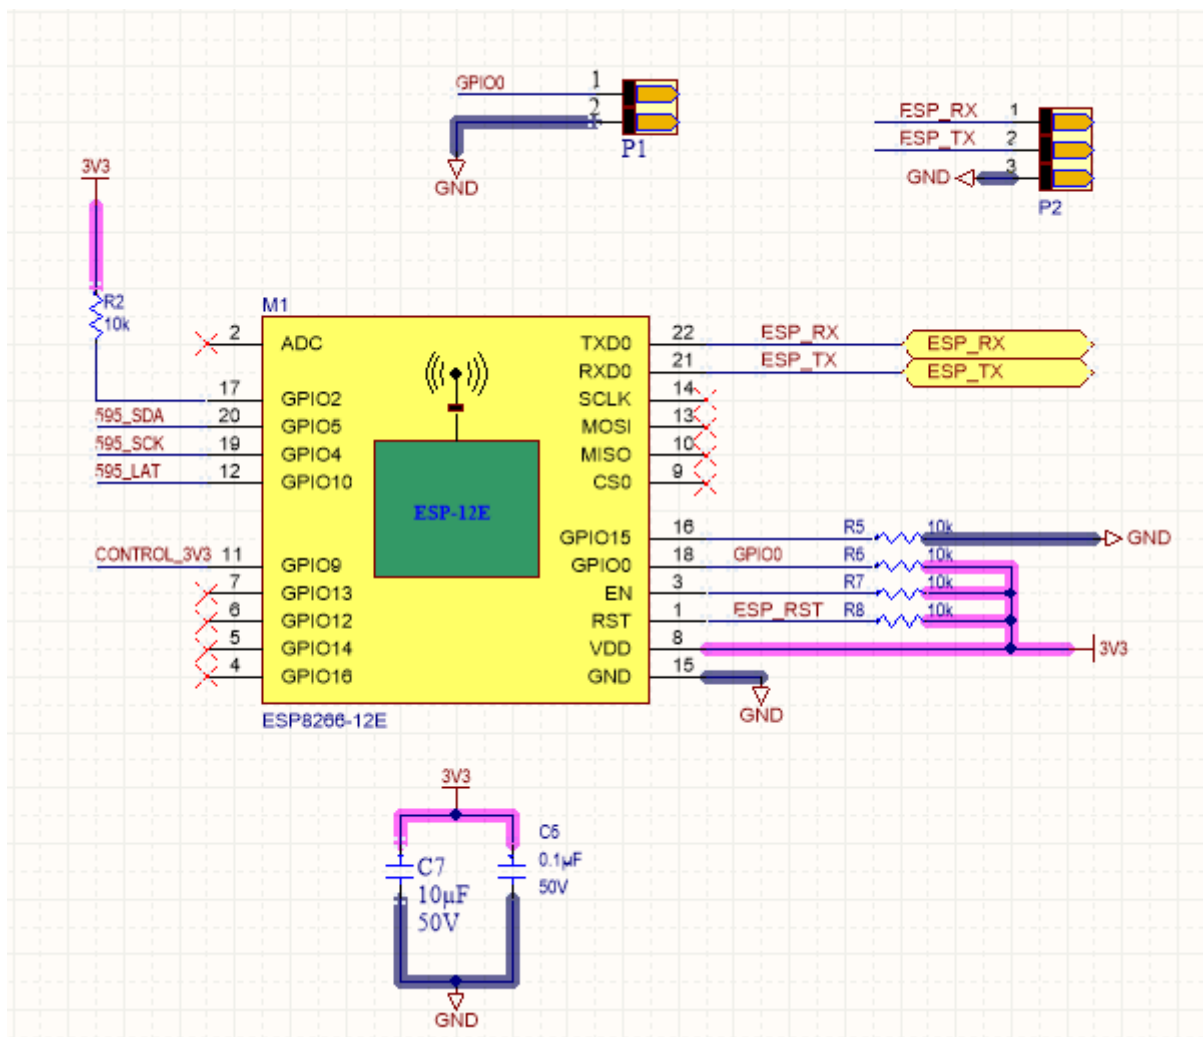 GPIO0 1
2
P1
GND
ESP_RX 1
ESP_TX 2
GND 3
P2
3V3
R2
10k
M1
2 ADC
17 GPIO2
595_SDA 20 GPIO5
595_SCK 19 GPIO4
595_LAT 12 GPIO10
CONTROL_3V3 11 GPIO9
7 GPIO13
6 GPIO12
5 GPIO14
4 GPIO16
ESP-12E
TXD0 22 ESP_RX ESP_RX
RXD0 21 ESP_TX ESP_TX
SCLK 14
MOSI 13
MISO 10
CS0 9
GPIO15 16 R5 10k GND
GPIO0 18 GPIO0 R6 10k
EN 3 R7 10k
RST 1 ESP_RST R8 10k
VDD 8 3V3
GND 15
GND
ESP8266-12E
3V3
C7
10µF
50V
C6
0.1µF
50V
GND